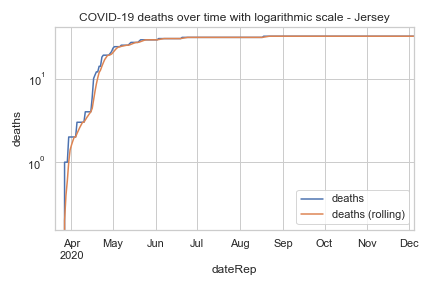 COVID-19 deaths over time with logarithmic scale - Jersey
deaths
10¹
10⁰
deaths
deaths (rolling)
Apr May Jun Jul Aug Sep Oct Nov Dec
2020
dateRep